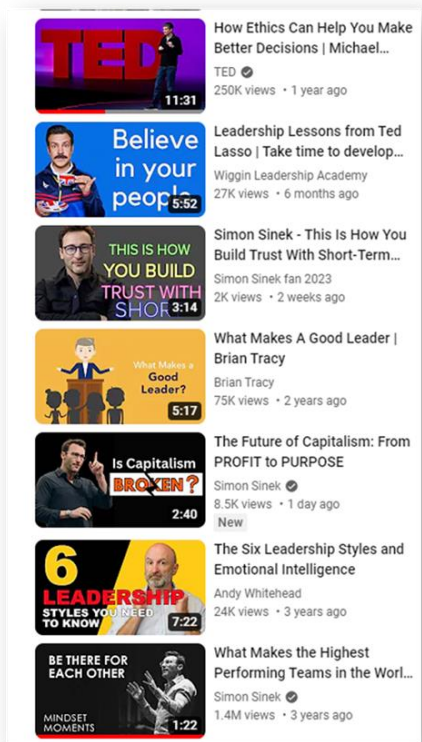 TED
11:31
How Ethics Can Help You Make
Better Decisions | Michael...
TED
250K views • 1 year ago
Believe
in your
people
5:52
Leadership Lessons from Ted
Lasso | Take time to develop...
Wiggin Leadership Academy
27K views • 6 months ago
THIS IS HOW
YOU BUILD
TRUST WITH
SHOR
3:14
Simon Sinek - This Is How You
Build Trust With Short-Term...
Simon Sinek fan 2023
2K views • 2 weeks ago
What Makes a
Good
Leader?
5:17
What Makes A Good Leader |
Brian Tracy
Brian Tracy
75K views • 2 years ago
Is Capitalism
BROKEN?
2:40
The Future of Capitalism: From
PROFIT to PURPOSE
Simon Sinek
8.5K views • 1 day ago
New
6
LEADERSHIP
STYLES YOU NEED
TO KNOW
7:22
The Six Leadership Styles and
Emotional Intelligence
Andy Whitehead
24K views • 3 years ago
BE THERE FOR
EACH OTHER
MINDSET
MOMENTS
1:22
What Makes the Highest
Performing Teams in the Worl...
Simon Sinek
1.4M views • 3 years ago